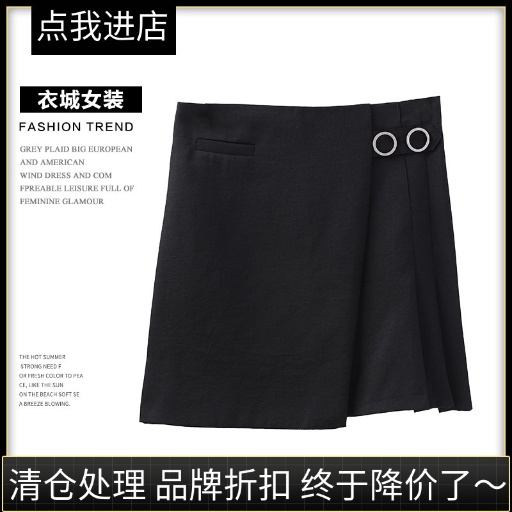 点我进店
衣城女装
FASHION TREND
GREY PLAID BIG EUROPEAN
AND AMERICAN
WIND DRESS AND COM
FPREABLE LEISURE FULL OF
FEMININE GLAMOUR
THE HOT SUMMER
STRONG NEED F
OR FRESH COLOR TO PEA
CE, LIKE THE SUN
ON THE BEACH SOFT SE
A BREEZE BLOWING.
清仓处理 品牌折扣 终于降价了～